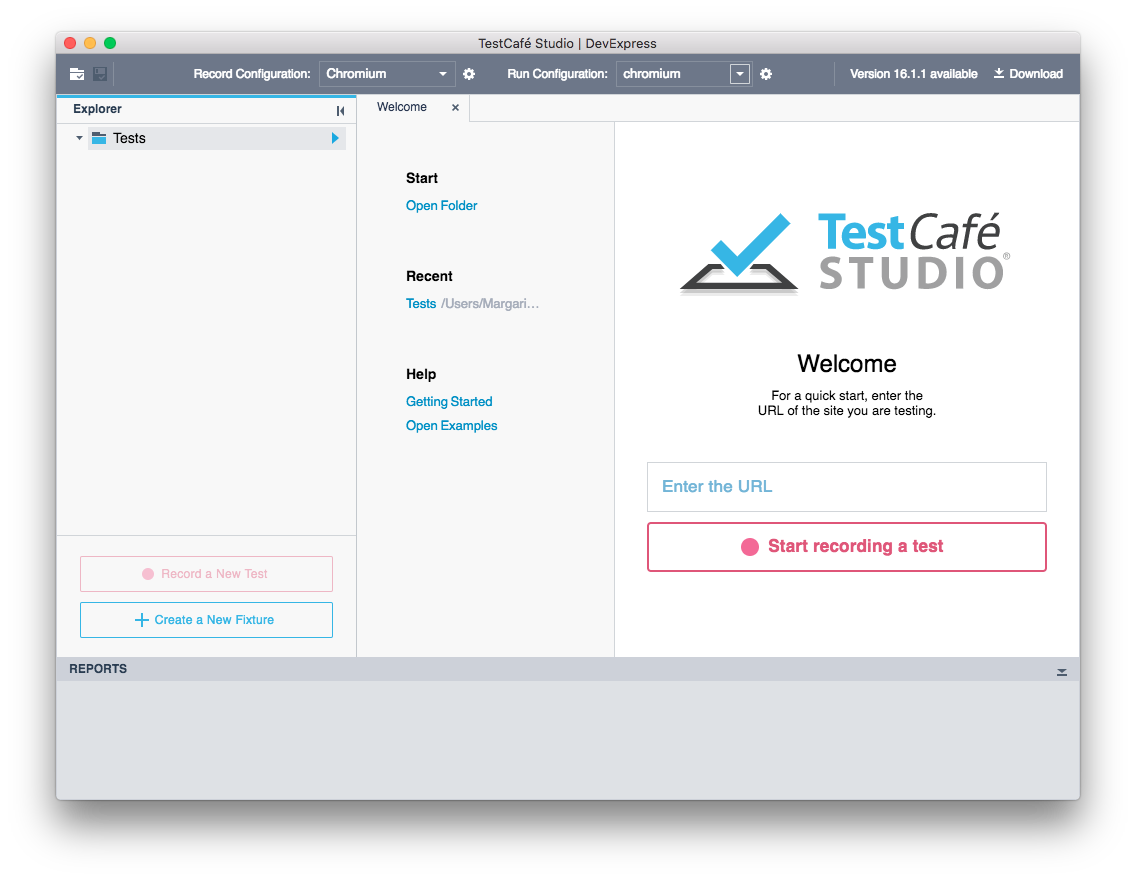 TestCafé Studio | DevExpress
Record Configuration: Chromium Run Configuration: chromium Version 16.1.1 available Download
Explorer
Welcome
Tests
Start
Open Folder
Recent
Tests /Users/Margari...
Help
Getting Started
Open Examples
TestCafé
STUDIO®
Welcome
For a quick start, enter the
URL of the site you are testing.
Enter the URL
Start recording a test
Record a New Test
Create a New Fixture
REPORTS